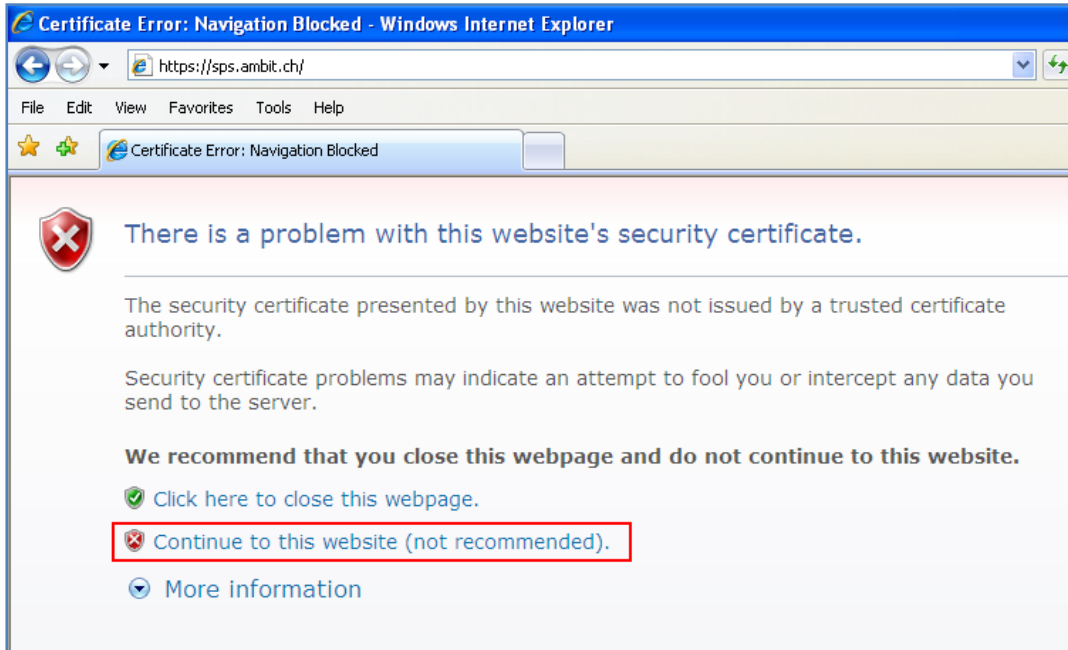 Certificate Error: Navigation Blocked - Windows Internet Explorer
https://sps.ambit.ch/
File Edit View Favorites Tools Help
Certificate Error: Navigation Blocked
There is a problem with this website's security certificate.
The security certificate presented by this website was not issued by a trusted certificate
authority.
Security certificate problems may indicate an attempt to fool you or intercept any data you
send to the server.
We recommend that you close this webpage and do not continue to this website.
Click here to close this webpage.
Continue to this website (not recommended).
More information